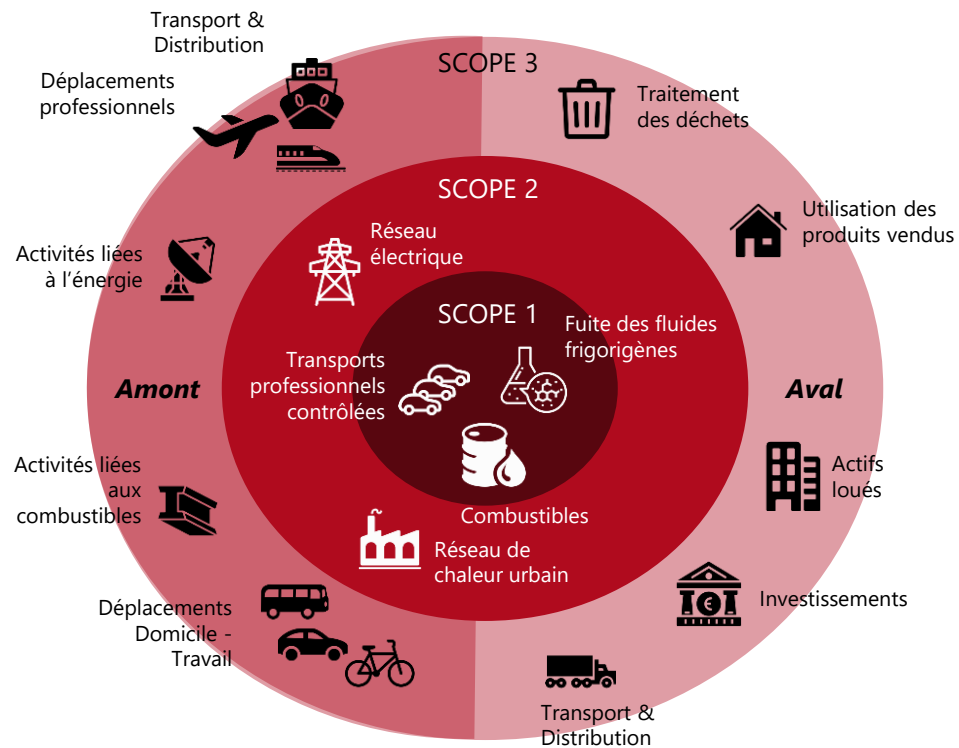 Transport &
Distribution
SCOPE 3
Déplacements
professionnels
Traitement
des déchets
SCOPE 2
Utilisation des
produits vendus
Réseau
électrique
Activités liées
à l'énergie
SCOPE 1
Fuite des fluides
frigorigènes
Transports
professionnels
contrôlées
Amont
Aval
Activités liées
aux
combustibles
Actifs
loués
Combustibles
Réseau de
chaleur urbain
Investissements
Déplacements
Domicile -
Travail
Transport &
Distribution